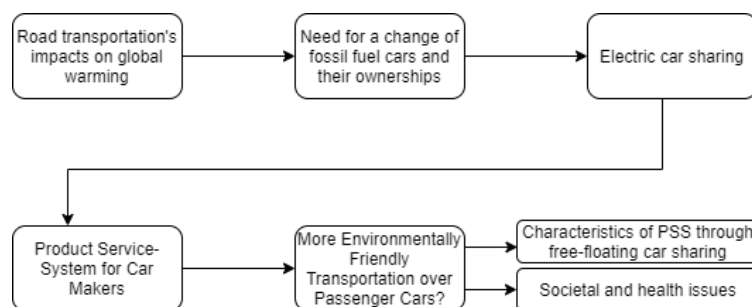 Road transportation's
impacts on global
warming
Need for a change of
fossil fuel cars and
their ownerships
Electric car sharing
Product Service-
System for Car
Makers
More Environmentally
Friendly
Transportation over
Passenger Cars?
Characteristics of PSS through
free-floating car sharing
Societal and health issues